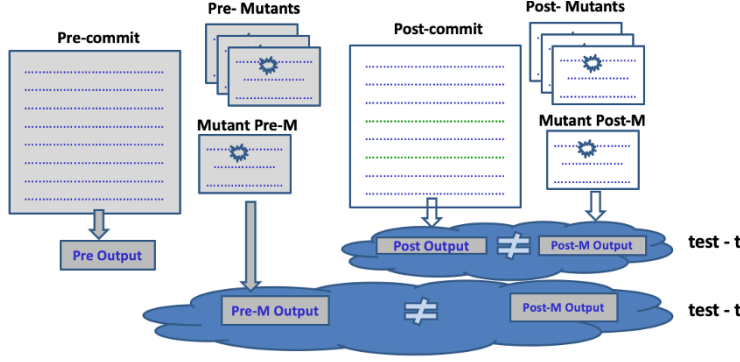 Pre-commit
Pre- Mutants
Mutant Pre-M
Post-commit
Post- Mutants
Mutant Post-M
Pre Output
Post Output
≠
Post-M Output
test - t
Pre-M Output
≠
Post-M Output
test - t